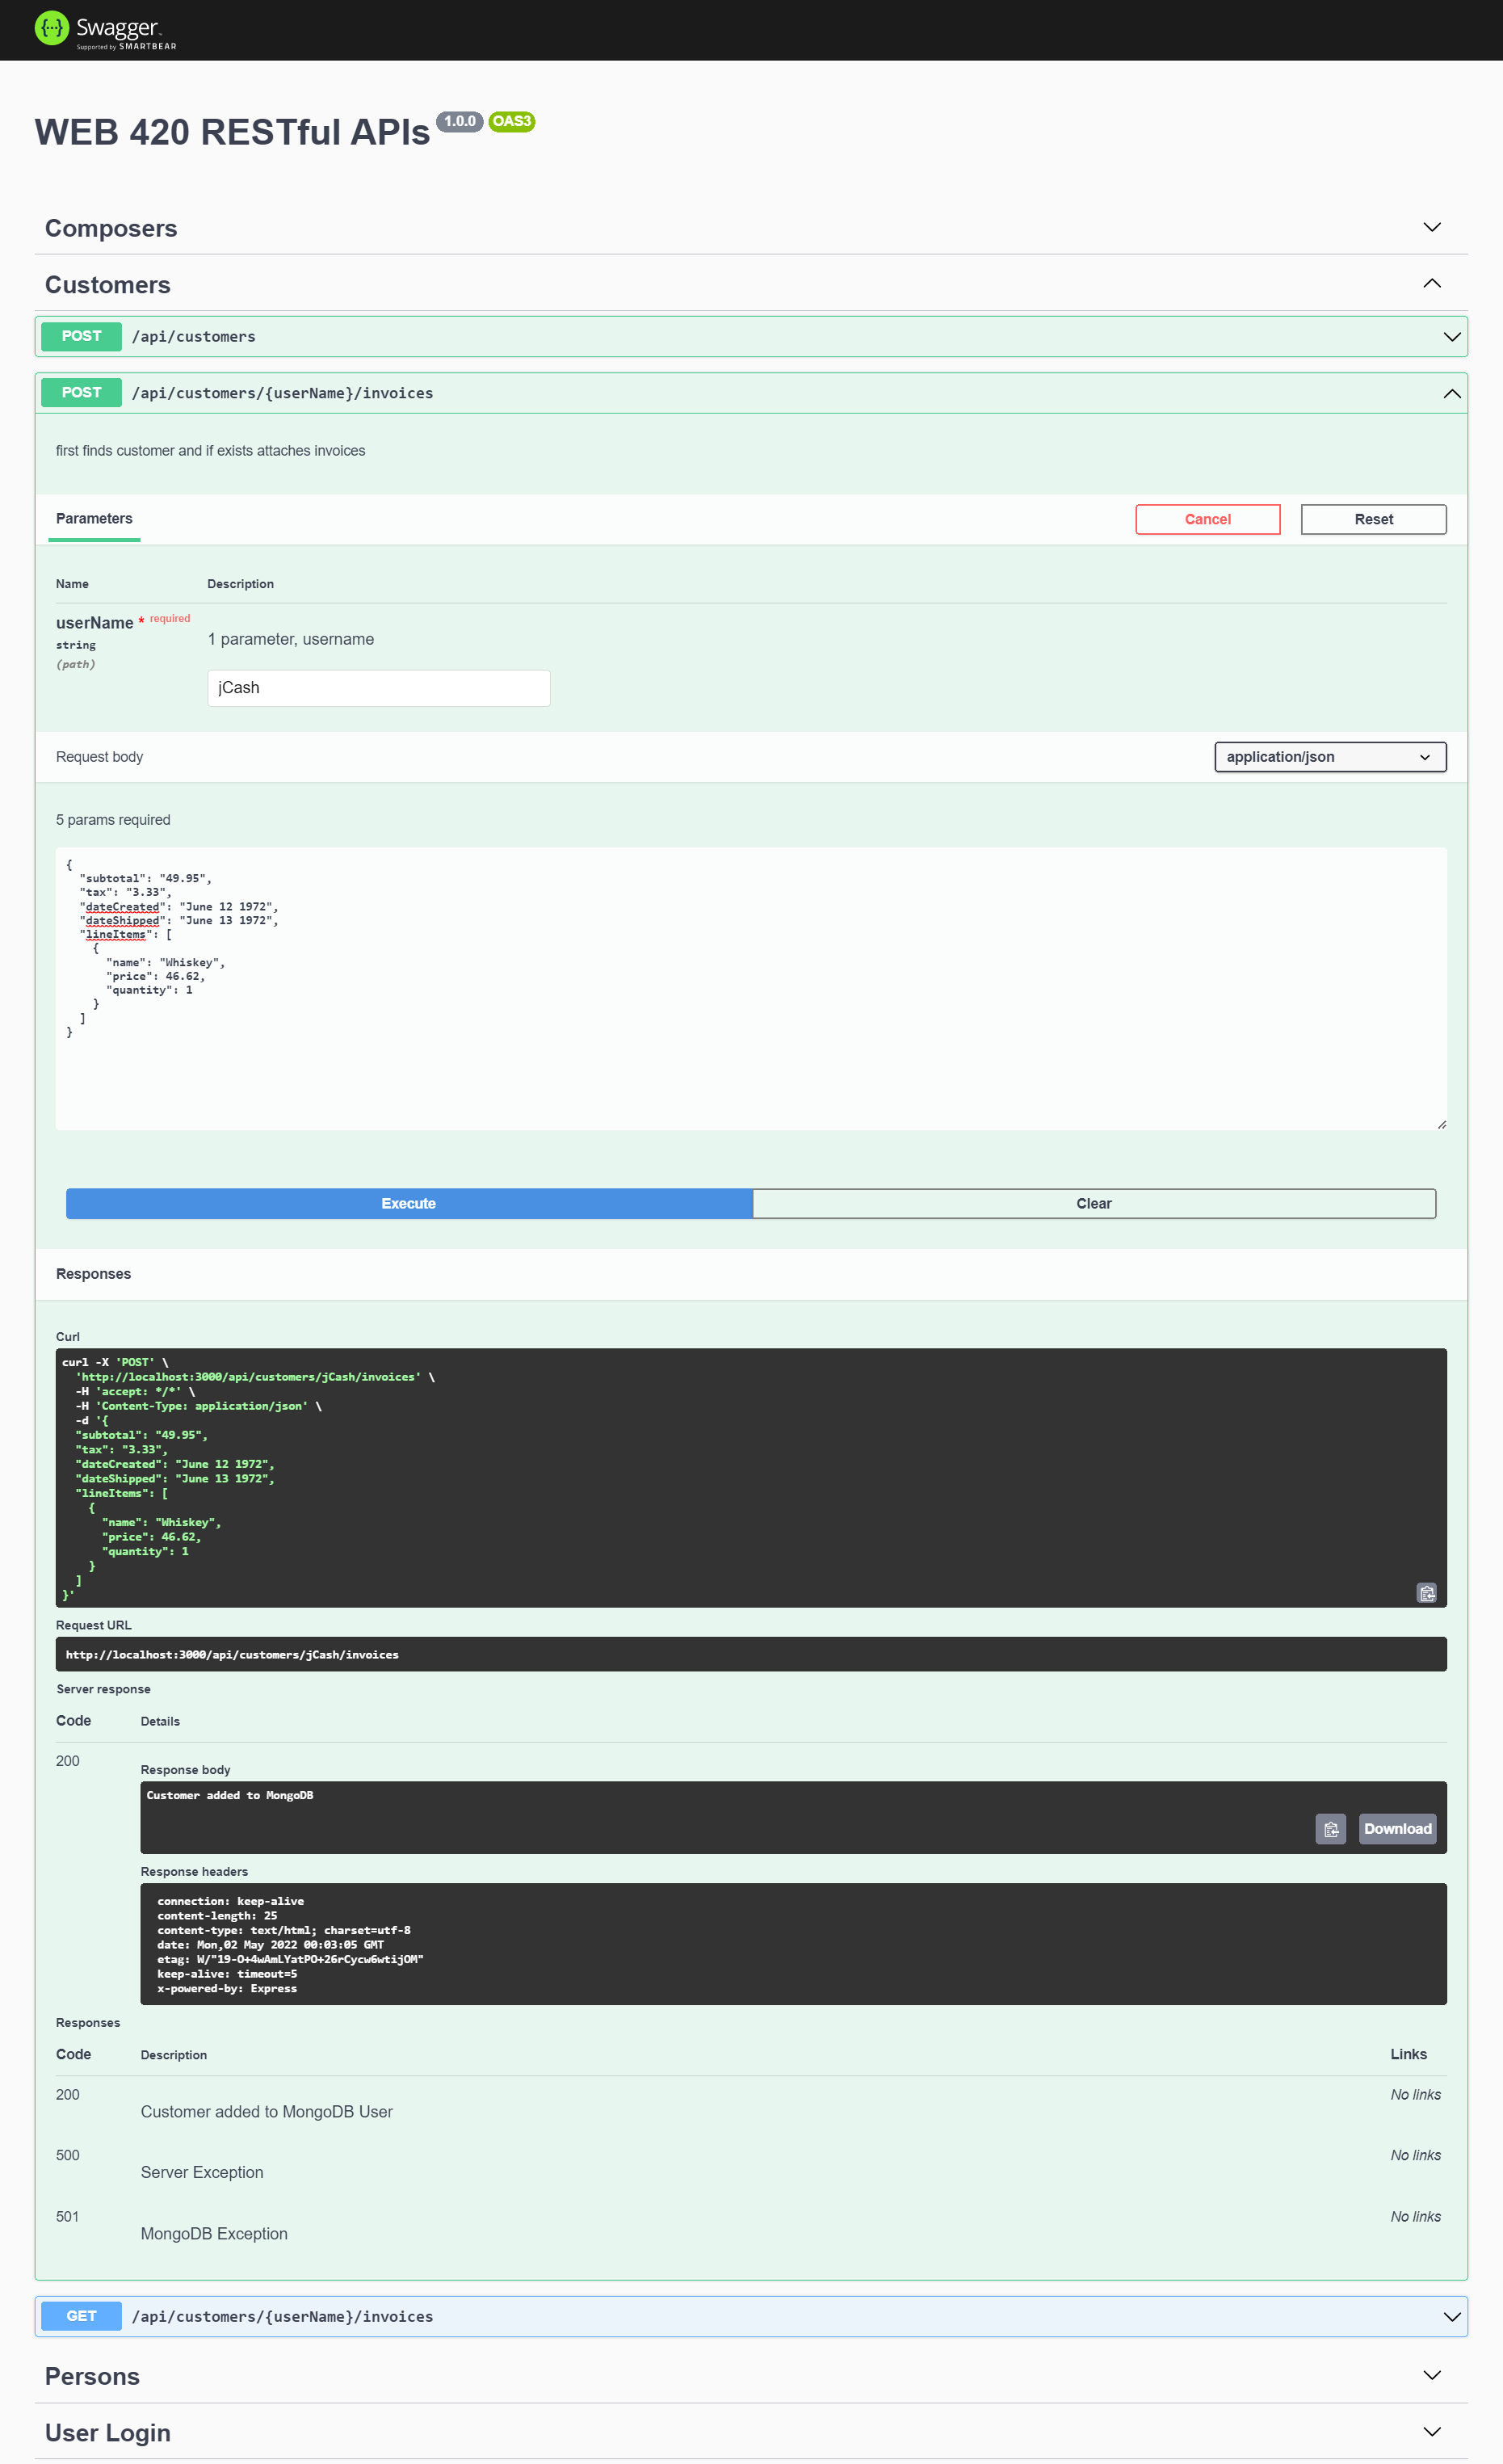 Swagger
Supported by SMARTBEAR
WEB 420 RESTful APIs 1.0.0 OAS3
Composers
Customers
POST /api/customers
POST /api/customers/{userName}/invoices
first finds customer and if exists attaches invoices
Parameters Cancel Reset
Name Description
userName * required
string
(path)
1 parameter, username
jCash
Request body application/json
5 params required
{
  "subtotal": "49.95",
  "tax": "3.33",
  "dateCreated": "June 12 1972",
  "dateShipped": "June 13 1972",
  "lineItems": [
    {
      "name": "Whiskey",
      "price": 46.62,
      "quantity": 1
    }
  ]
}
Execute Clear
Responses
Curl
curl -X 'POST' \
  'http://localhost:3000/api/customers/jCash/invoices' \
  -H 'accept: */*' \
  -H 'Content-Type: application/json' \
  -d '{
  "subtotal": "49.95",
  "tax": "3.33",
  "dateCreated": "June 12 1972",
  "dateShipped": "June 13 1972",
  "lineItems": [
    {
      "name": "Whiskey",
      "price": 46.62,
      "quantity": 1
    }
  ]
}'
Request URL
http://localhost:3000/api/customers/jCash/invoices
Server response
Code Details
200
Response body
Customer added to MongoDB
Download
Response headers
connection: keep-alive
content-length: 25
content-type: text/html; charset=utf-8
date: Mon,02 May 2022 00:03:05 GMT
etag: W/"19-O+4wAmLYatPO+26rCycw6wtijOM"
keep-alive: timeout=5
x-powered-by: Express
Responses
Code Description Links
200 No links
Customer added to MongoDB User
500 No links
Server Exception
501 No links
MongoDB Exception
GET /api/customers/{userName}/invoices
Persons
User Login